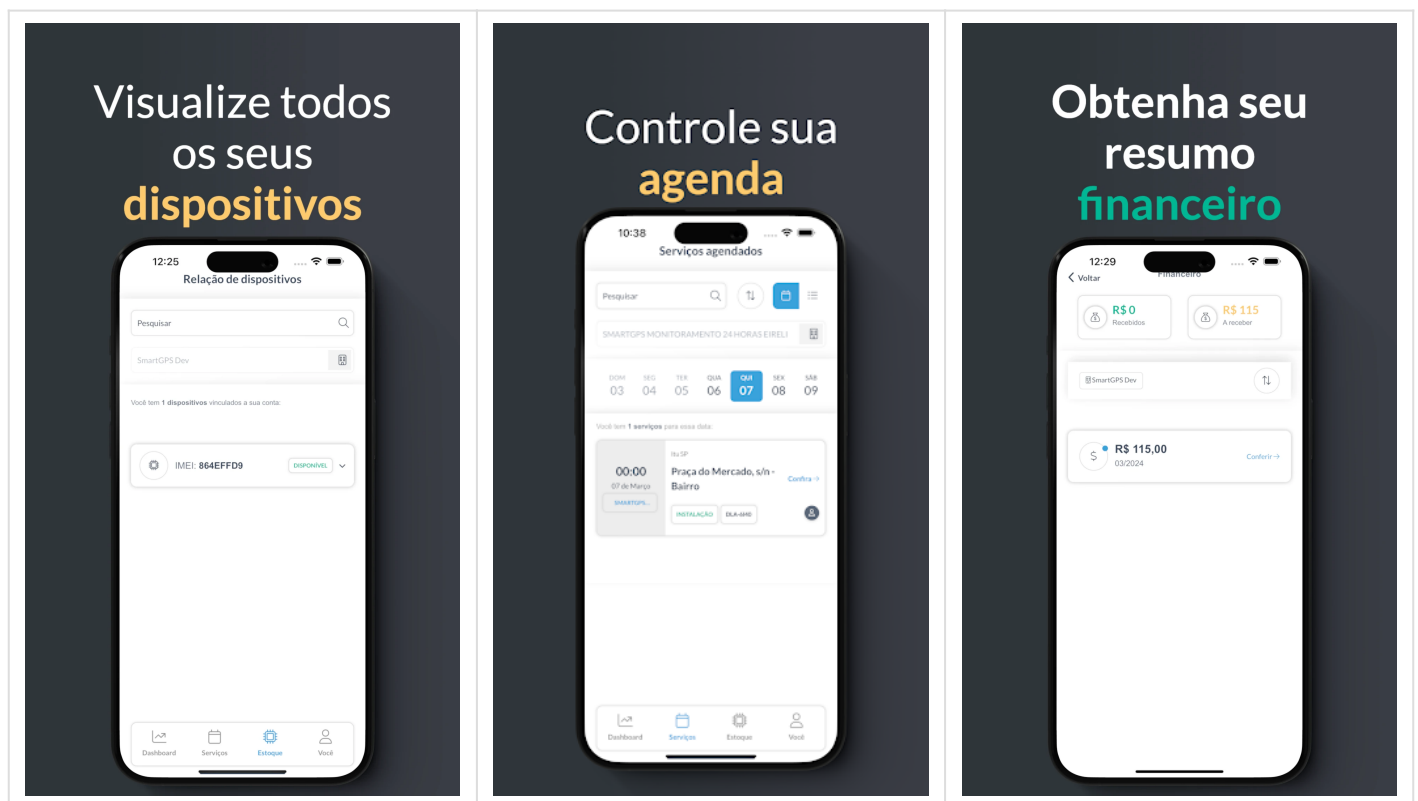 Visualize todos
os seus
dispositivos
12:25
Relação de dispositivos
Pesquisar
SmartGPS Dev
Você tem 1 dispositivos vinculados a sua conta:
IMEI: 864EFFD9
DISPONÍVEL
Dashboard Serviços Estoque Você
Controle sua
agenda
10:38
Serviços agendados
Pesquisar
SMARTGPS MONITORAMENTO 24 HORAS EIRELI
DOM SEG TER QUA QUI SEX SÁB
03 04 05 06 07 08 09
Você tem 1 serviços para essa data:
00:00
07 de Março
SMARTGPS...
Itu SP
Praça do Mercado, s/n -
Bairro
Confira
INSTALAÇÃO
Dashboard Serviços Estoque Você
Obtenha seu
resumo
financeiro
12:29
Voltar
Financeiro
R$ 0
Recebidos
R$ 115
A receber
SmartGPS Dev
R$ 115,00
03/2024
Conferir